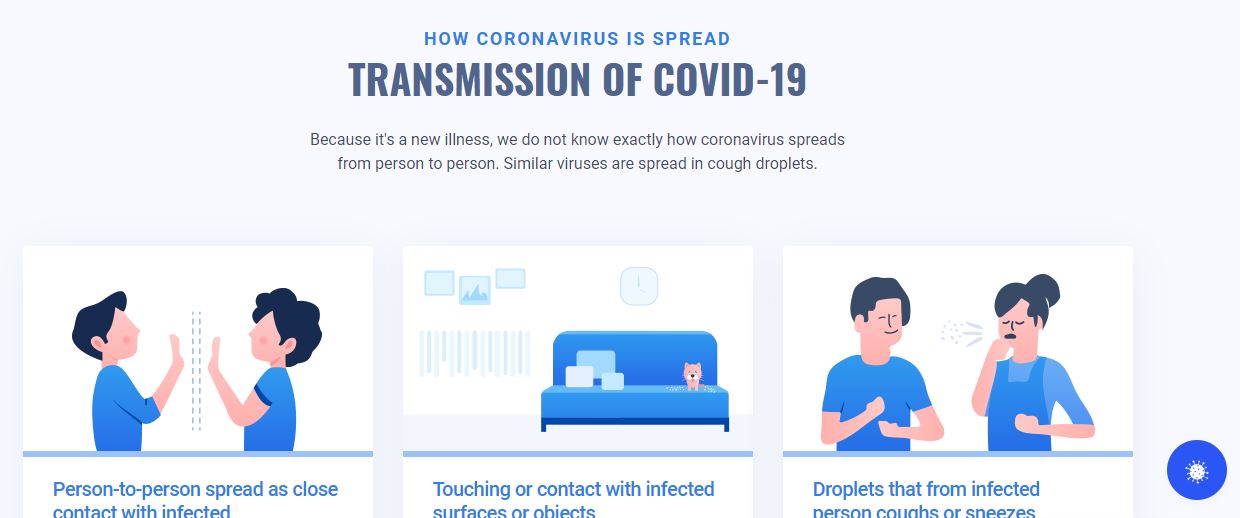 HOW CORONAVIRUS IS SPREAD
TRANSMISSION OF COVID-19
Because it's a new illness, we do not know exactly how coronavirus spreads
from person to person. Similar viruses are spread in cough droplets.
Person-to-person spread as close
contact with infected
Touching or contact with infected
surfaces or objects
Droplets that from infected
person coughs or sneezes